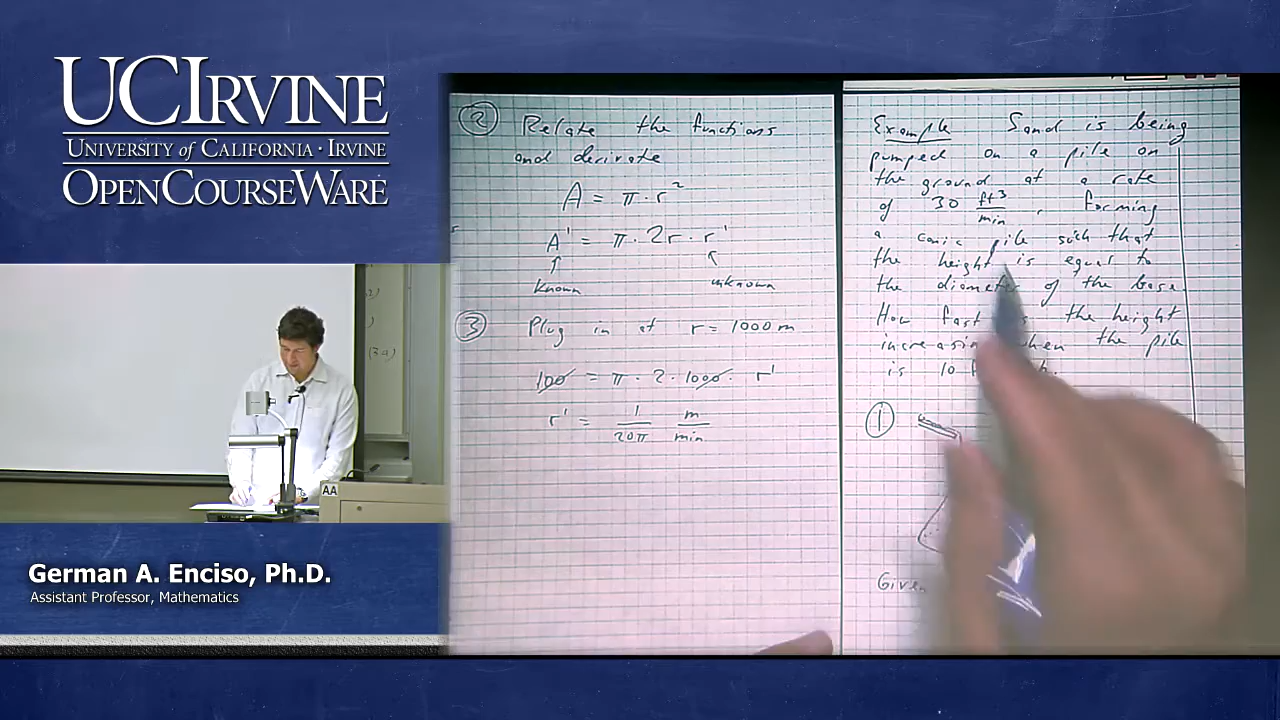 UCIRVINE
UNIVERSITY of CALIFORNIA · IRVINE
OPENCOURSEWARE
AA
German A. Enciso, Ph.D.
Assistant Professor, Mathematics
② Relate the functions
and derivate
A = π · r²
A' = π · 2r · r'
known unknown
③ Plug in at r = 1000 m
100 = π · 2 · 1000 · r'
r' = 1/20π m/min
Example Sand is being
pumped on a pile on
the ground at a rate
of 30 ft³/min, forming
a conic pile such that
the height is equal to
the diameter of the base.
How fast the height
when the pile
is 10
①
Given